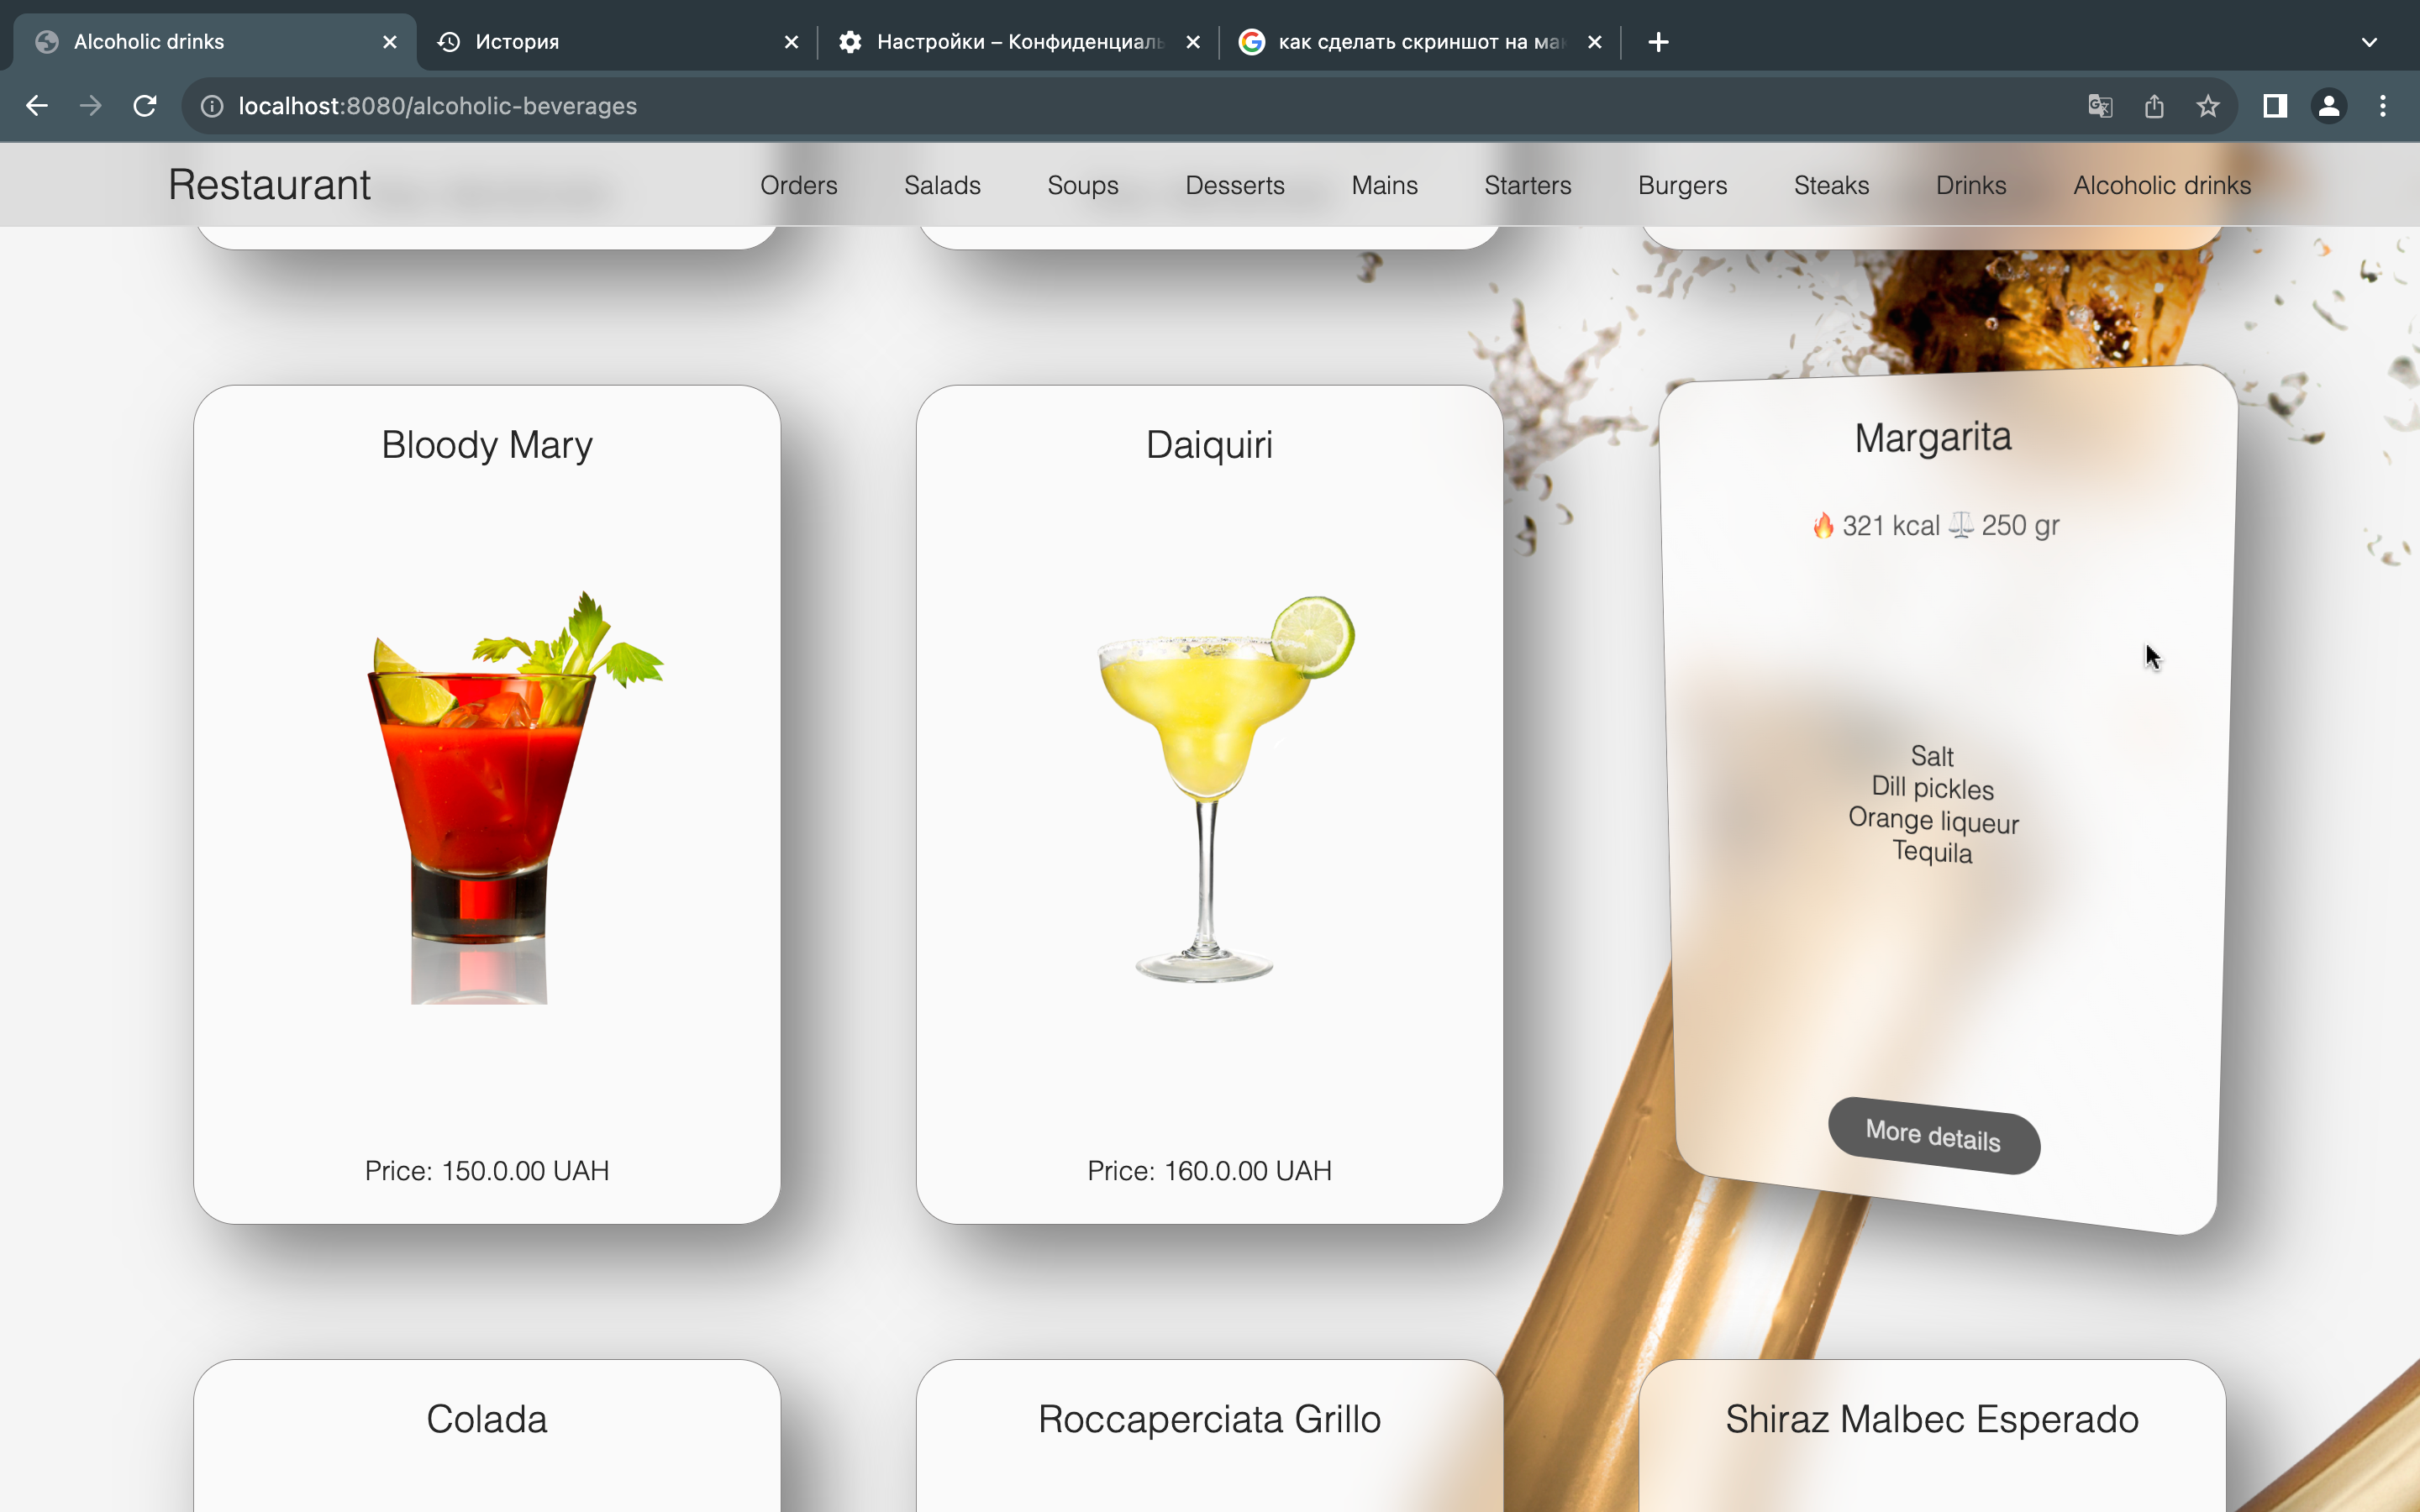 Alcoholic drinks
История
Настройки – Конфиденциаль
как сделать скриншот на ма
localhost:8080/alcoholic-beverages
Restaurant
Orders
Salads
Soups
Desserts
Mains
Starters
Burgers
Steaks
Drinks
Alcoholic drinks
Bloody Mary
Price: 150.0.00 UAH
Daiquiri
Price: 160.0.00 UAH
Margarita
🔥 321 kcal ⚖️ 250 gr
Salt
Dill pickles
Orange liqueur
Tequila
More details
Colada
Roccaperciata Grillo
Shiraz Malbec Esperado